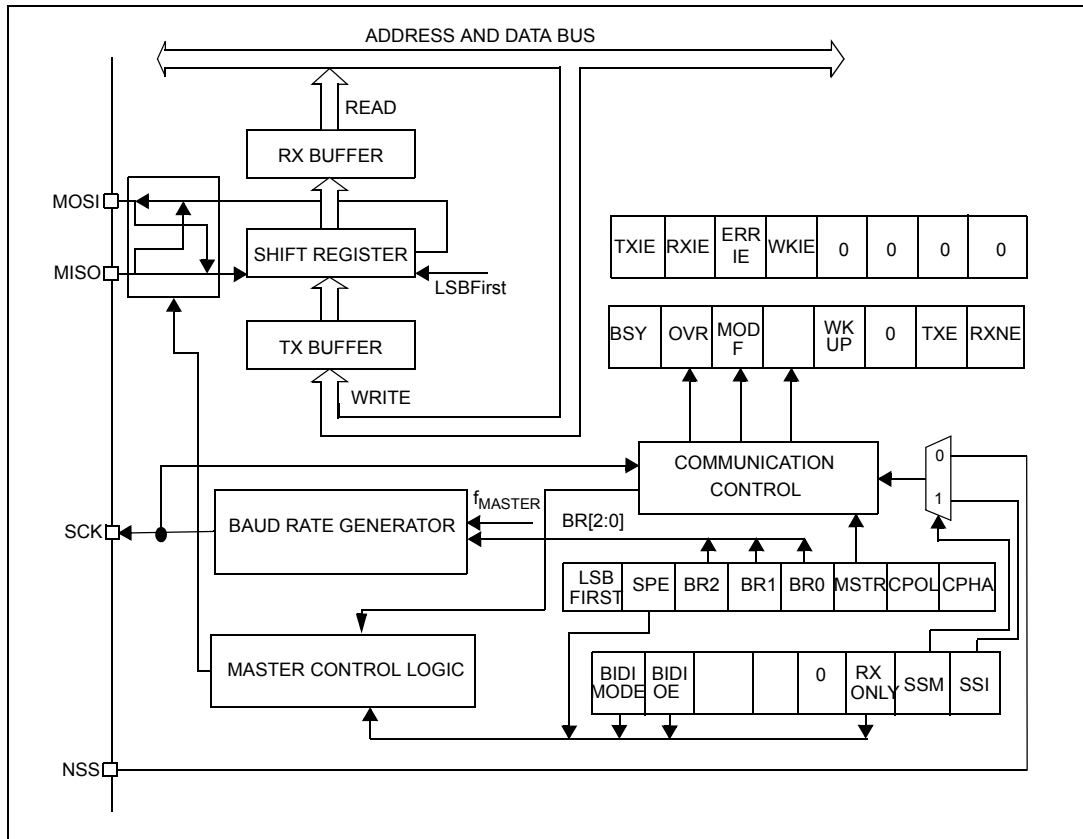 ADDRESS AND DATA BUS
READ
RX BUFFER
MOSI
SHIFT REGISTER
MISO
LSBFirst
TX BUFFER
WRITE
TXIE RXIE ERR IE WKIE 0 0 0 0
BSY OVR MOD F WK UP 0 TXE RXNE
COMMUNICATION
CONTROL
0
1
fMASTER
BAUD RATE GENERATOR
BR[2:0]
SCK
LSB FIRST SPE BR2 BR1 BR0 MSTR CPOL CPHA
MASTER CONTROL LOGIC
BIDI MODE BIDI OE 0 RX ONLY SSM SSI
NSS